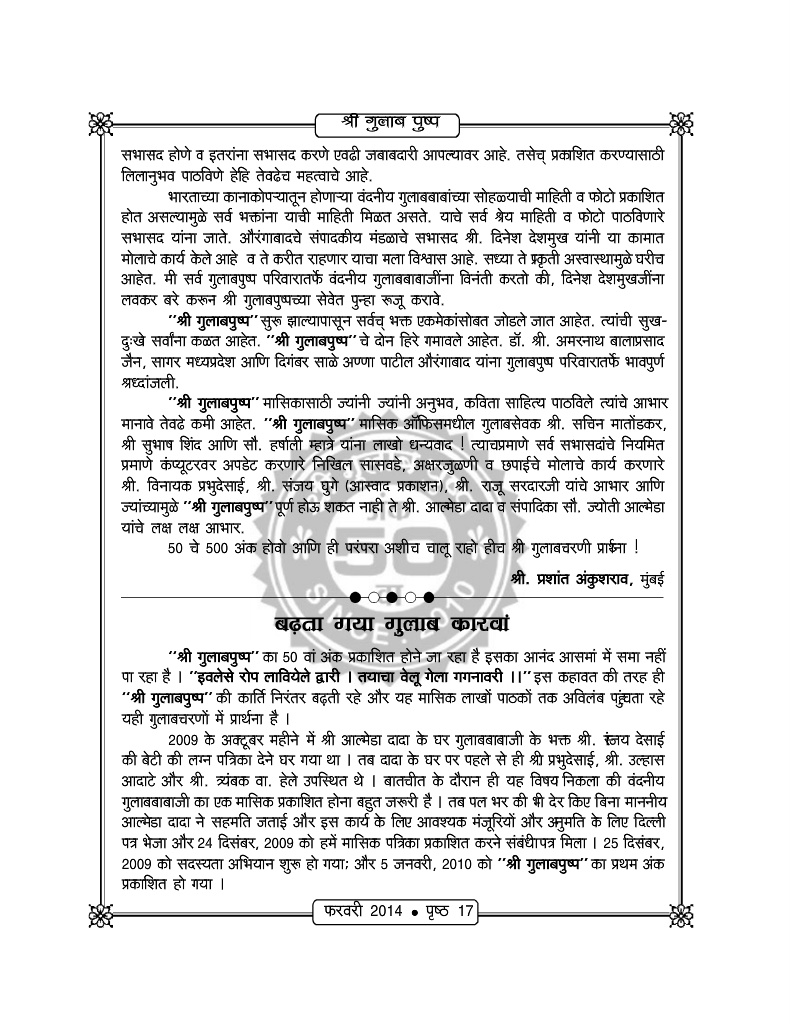 श्री गुलाब पुष्प
सभासद होणे व इतरांना सभासद करणे एवढी जबाबदारी आपल्यावर आहे. तसेच् प्रकाशित करण्यासाठी
लिलानुभव पाठविणे हेहि तेवढेच महत्वाचे आहे.
भारताच्या कानाकोपऱ्यातून होणाऱ्या वंदनीय गुलाबबाबांच्या सोहळ्याची माहिती व फोटो प्रकाशित
होत असल्यामुळे सर्व भक्तांना याची माहिती मिळत असते. याचे सर्व श्रेय माहिती व फोटो पाठविणारे
सभासद यांना जाते. औरंगाबादचे संपादकीय मंडळाचे सभासद श्री. दिनेश देशमुख यांनी या कामात
मोलाचे कार्य केले आहे व ते करीत राहणार याचा मला विश्वास आहे. सध्या ते प्रकृती अस्वास्थामुळे घरीच
आहेत. मी सर्व गुलाबपुष्प परिवारातर्फे वंदनीय गुलाबबाबाजींना विनंती करतो की, दिनेश देशमुखजींना
लवकर बरे करून श्री गुलाबपुष्पच्या सेवेत पुन्हा रूजू करावे.
"श्री गुलाबपुष्प" सुरू झाल्यापासून सर्वच् भक्त एकमेकांसोबत जोडले जात आहेत. त्यांची सुख-
दुःखे सर्वांना कळत आहेत. "श्री गुलाबपुष्प" चे दोन हिरे गमावले आहेत. डॉ. श्री. अमरनाथ बालाप्रसाद
जैन, सागर मध्यप्रदेश आणि दिगंबर साळे अण्णा पाटील औरंगाबाद यांना गुलाबपुष्प परिवारातर्फे भावपुर्ण
श्रध्दांजली.
"श्री गुलाबपुष्प" मासिकासाठी ज्यांनी ज्यांनी अनुभव, कविता साहित्य पाठविले त्यांचे आभार
मानावे तेवढे कमी आहेत. "श्री गुलाबपुष्प" मासिक ऑफिसमधील गुलाबसेवक श्री. सचिन मातोंडकर,
श्री सुभाष शिंद आणि सौ. हर्षाली म्हात्रे यांना लाखो धन्यवाद ! त्याचप्रमाणे सर्व सभासदांचे नियमित
प्रमाणे कंप्यूटरवर अपडेट करणारे निखिल सासवडे, अक्षरजुळणी व छपाईचे मोलाचे कार्य करणारे
श्री. विनायक प्रभुदेसाई, श्री. संजय घुगे (आस्वाद प्रकाशन), श्री. राजू सरदारजी यांचे आभार आणि
ज्यांच्यामुळे "श्री गुलाबपुष्प" पूर्ण होऊ शकत नाही ते श्री. आल्मेडा दादा व संपादिका सौ. ज्योती आल्मेडा
यांचे लक्ष लक्ष आभार.
50 चे 500 अंक होवो आणि ही परंपरा अशीच चालू राहो हीच श्री गुलाबचरणी प्रार्थना !
श्री. प्रशांत अंकुशराव, मुंबई
बढ़ता गया गुलाब कारवां
"श्री गुलाबपुष्प" का 50 वां अंक प्रकाशित होने जा रहा है इसका आनंद आसमां में समा नहीं
पा रहा है । "इवलेसे रोप लावियेले द्वारी । तयाचा वेलू गेला गगनावरी ।।" इस कहावत की तरह ही
"श्री गुलाबपुष्प" की कार्ति निरंतर बढ़ती रहे और यह मासिक लाखों पाठकों तक अविलंब पहुंचता रहे
यही गुलाबचरणों में प्रार्थना है ।
2009 के अक्टूबर महीने में श्री आल्मेडा दादा के घर गुलाबबाबाजी के भक्त श्री. संजय देसाई
की बेटी की लग्न पत्रिका देने घर गया था । तब दादा के घर पर पहले से ही श्री प्रभुदेसाई, श्री. उल्हास
आदाटे और श्री. त्र्यंबक वा. हेले उपस्थित थे । बातचीत के दौरान ही यह विषय निकला की वंदनीय
गुलाबबाबाजी का एक मासिक प्रकाशित होना बहुत जरूरी है । तब पल भर की भी देर किए बिना माननीय
आल्मेडा दादा ने सहमति जताई और इस कार्य के लिए आवश्यक मंजूरियों और अनुमति के लिए दिल्ली
पत्र भेजा और 24 दिसंबर, 2009 को हमें मासिक पत्रिका प्रकाशित करने संबंधी पत्र मिला । 25 दिसंबर,
2009 को सदस्यता अभियान शुरू हो गया; और 5 जनवरी, 2010 को "श्री गुलाबपुष्प" का प्रथम अंक
प्रकाशित हो गया ।
फरवरी 2014 ● पृष्ठ 17
अंक
50
वा
SINCE : 2010